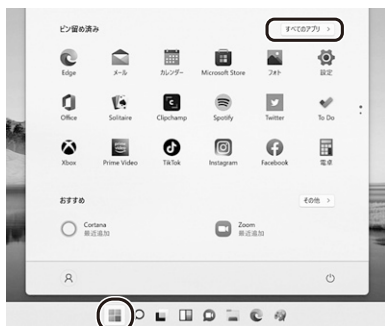 ピン留め済み
すべてのアプリ >
Edge メール カレンダー Microsoft Store フォト 設定
Office Solitaire Clipchamp Spotify Twitter To Do
Xbox Prime Video TikTok Instagram Facebook 電卓
おすすめ
その他 >
Cortana
最近追加
Zoom
最近追加